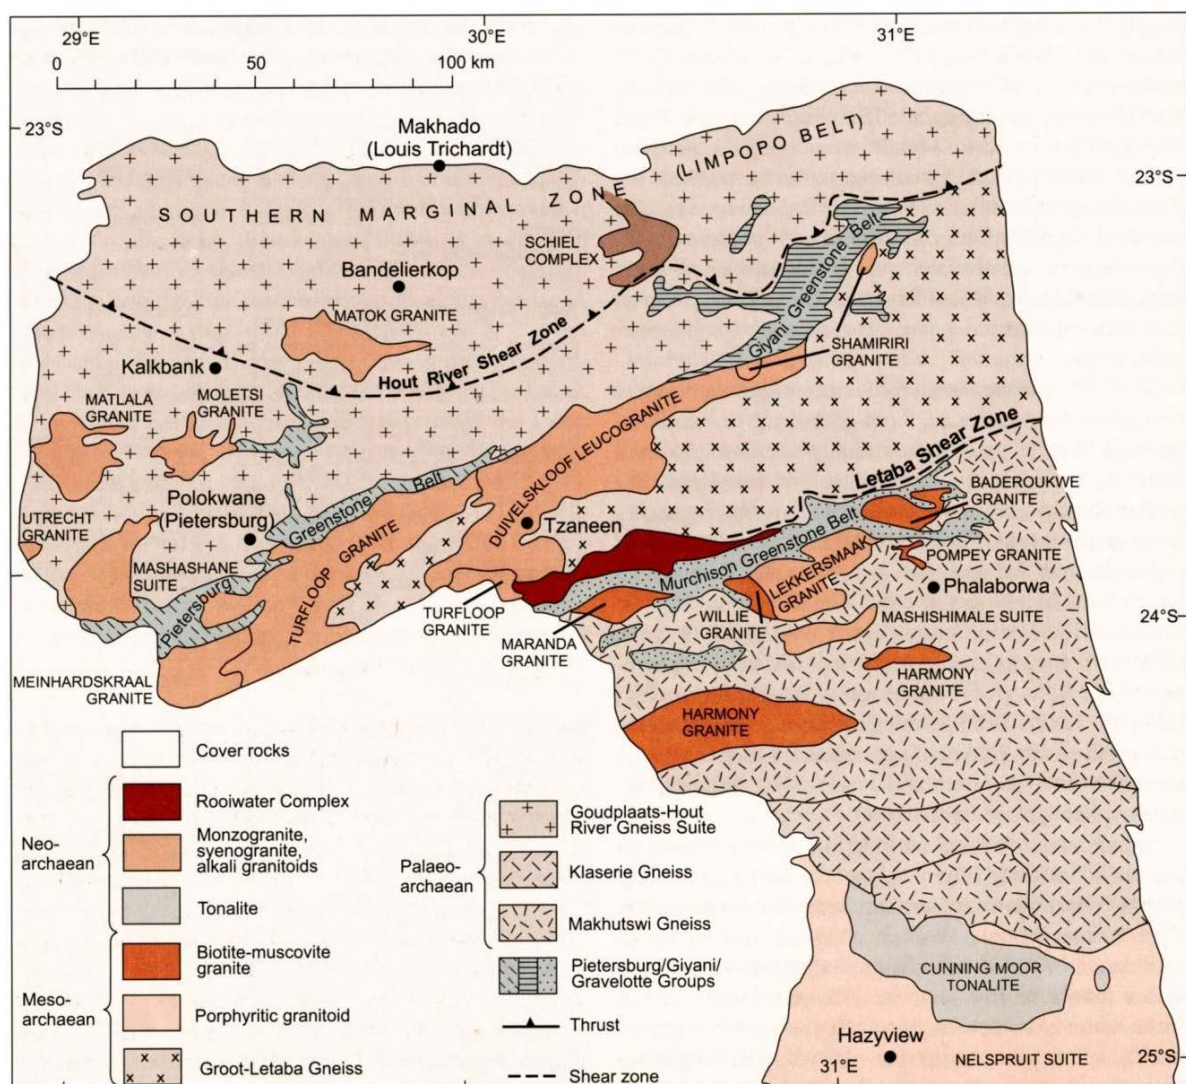 29°E
30°E
31°E
0 50 100 km
23°S
23°S
Makhado
(Louis Trichardt)
(LIMPOPO BELT)
SOUTHERN MARGINAL ZONE
SCHIEL
COMPLEX
Bandelierkop
MATOK GRANITE
Hout River Shear Zone
Giyani Greenstone Belt
Kalkbank
SHAMIRIRI
GRANITE
MATLALA
GRANITE
MOLETSI
GRANITE
DUIVELSKLOOF LEUCOGRANITE
Letaba Shear Zone
Polokwane
(Pietersburg)
Pietersburg Greenstone Belt
UTRECHT
GRANITE
MASHASHANE
SUITE
TURFLOOP GRANITE
Tzaneen
BADEROUKWE
GRANITE
Murchison Greenstone Belt
LEKKERSMAAK
GRANITE
POMPEY GRANITE
Phalaborwa
TURFLOOP
GRANITE
MARANDA
GRANITE
WILLIE
GRANITE
MASHISHIMALE SUITE
24°S
MEINHARDSKRAAL
GRANITE
HARMONY
GRANITE
HARMONY
GRANITE
CUNNING MOOR
TONALITE
Hazyview
31°E
NELSPRUIT SUITE
25°S
Cover rocks
Neo-
archaean
Rooiwater Complex
Monzogranite,
syenogranite,
alkali granitoids
Tonalite
Meso-
archaean
Biotite-muscovite
granite
Porphyritic granitoid
Groot-Letaba Gneiss
Palaeo-
archaean
Goudplaats-Hout
River Gneiss Suite
Klaserie Gneiss
Makhutswi Gneiss
Pietersburg/Giyani/
Gravelotte Groups
Thrust
Shear zone